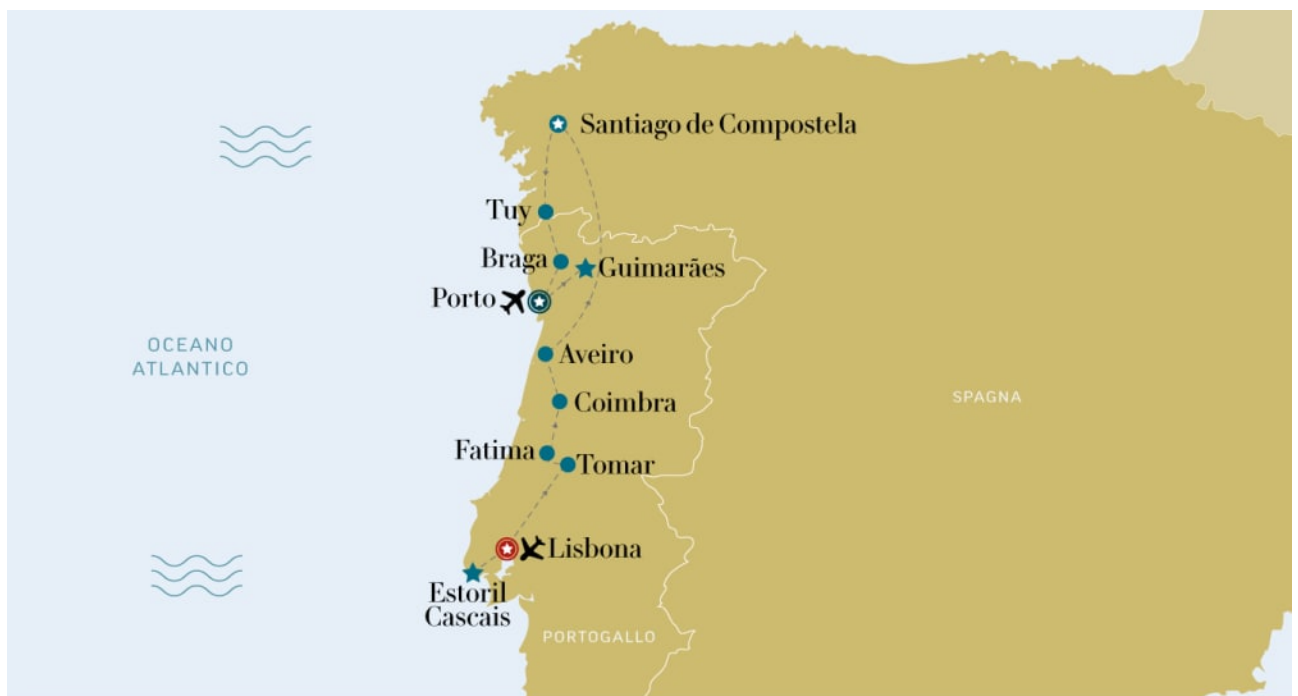 Santiago de Compostela
Tuy
Braga
Guimarães
Porto
OCEANO
ATLANTICO
Aveiro
Coimbra
SPAGNA
Fatima
Tomar
Lisbona
Estoril
Cascais
PORTOGALLO